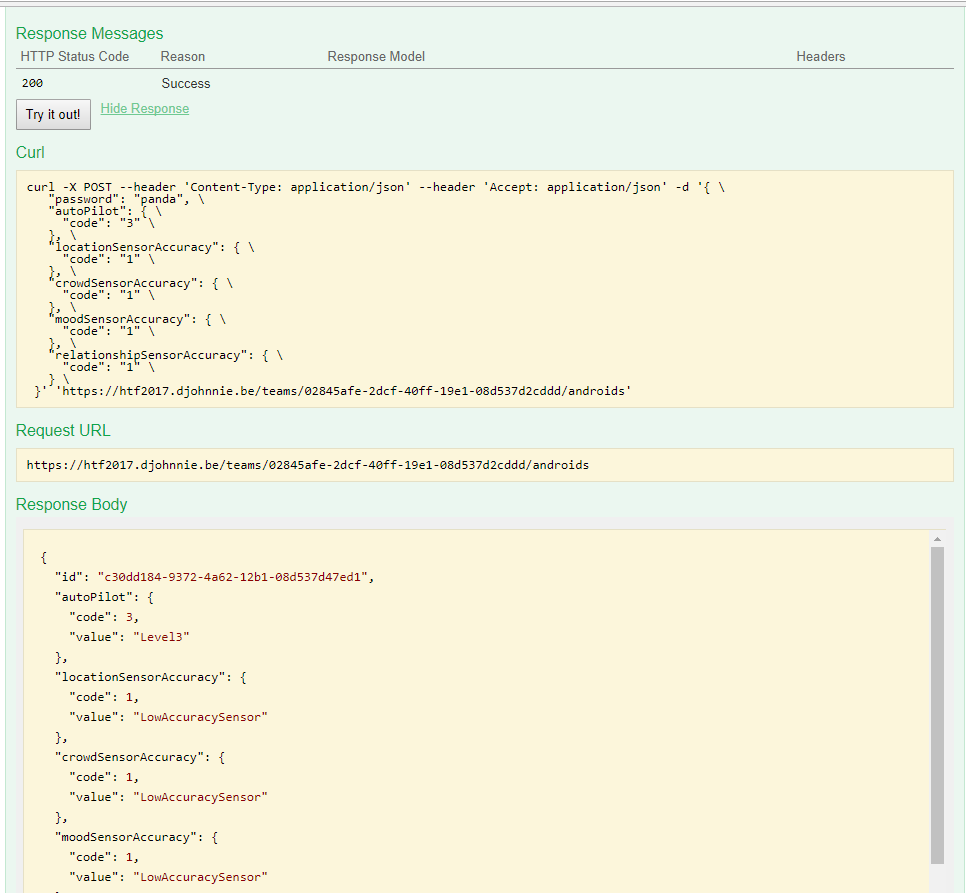 Response Messages
HTTP Status Code Reason Response Model Headers
200 Success
Try it out! Hide Response
Curl
curl -X POST --header 'Content-Type: application/json' --header 'Accept: application/json' -d '{ \
"password": "panda", \
"autoPilot": { \
"code": "3" \
}, \
"locationSensorAccuracy": { \
"code": "1" \
}, \
"crowdSensorAccuracy": { \
"code": "1" \
}, \
"moodSensorAccuracy": { \
"code": "1" \
}, \
"relationshipSensorAccuracy": { \
"code": "1" \
} \
}' 'https://htf2017.djohnnie.be/teams/02845afe-2dcf-40ff-19e1-08d537d2cddd/androids'
Request URL
https://htf2017.djohnnie.be/teams/02845afe-2dcf-40ff-19e1-08d537d2cddd/androids
Response Body
{
"id": "c30dd184-9372-4a62-12b1-08d537d47ed1",
"autoPilot": {
"code": 3,
"value": "Level3"
},
"locationSensorAccuracy": {
"code": 1,
"value": "LowAccuracySensor"
},
"crowdSensorAccuracy": {
"code": 1,
"value": "LowAccuracySensor"
},
"moodSensorAccuracy": {
"code": 1,
"value": "LowAccuracySensor"